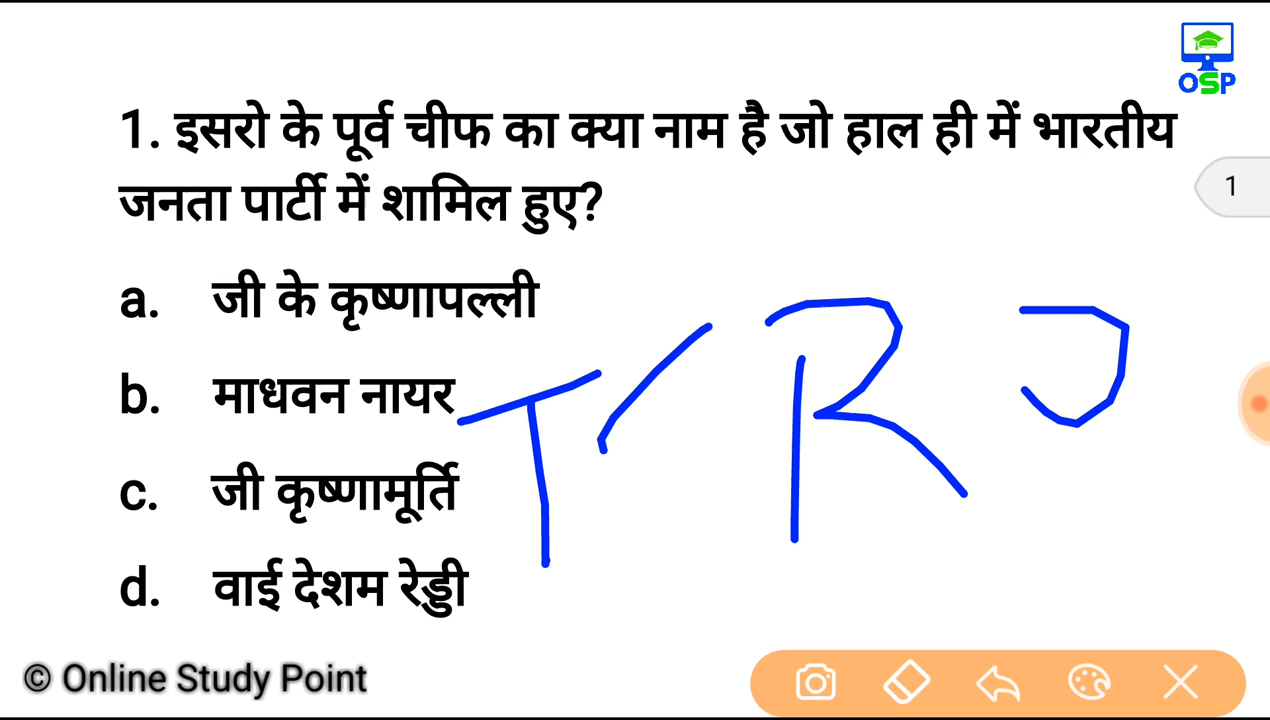 OSP
1. इसरो के पूर्व चीफ का क्या नाम है जो हाल ही में भारतीय
जनता पार्टी में शामिल हुए?
1
a. जी के कृष्णापल्ली
b. माधवन नायर
c. जी कृष्णामूर्ति
d. वाई देशम रेड्डी
T R
© Online Study Point